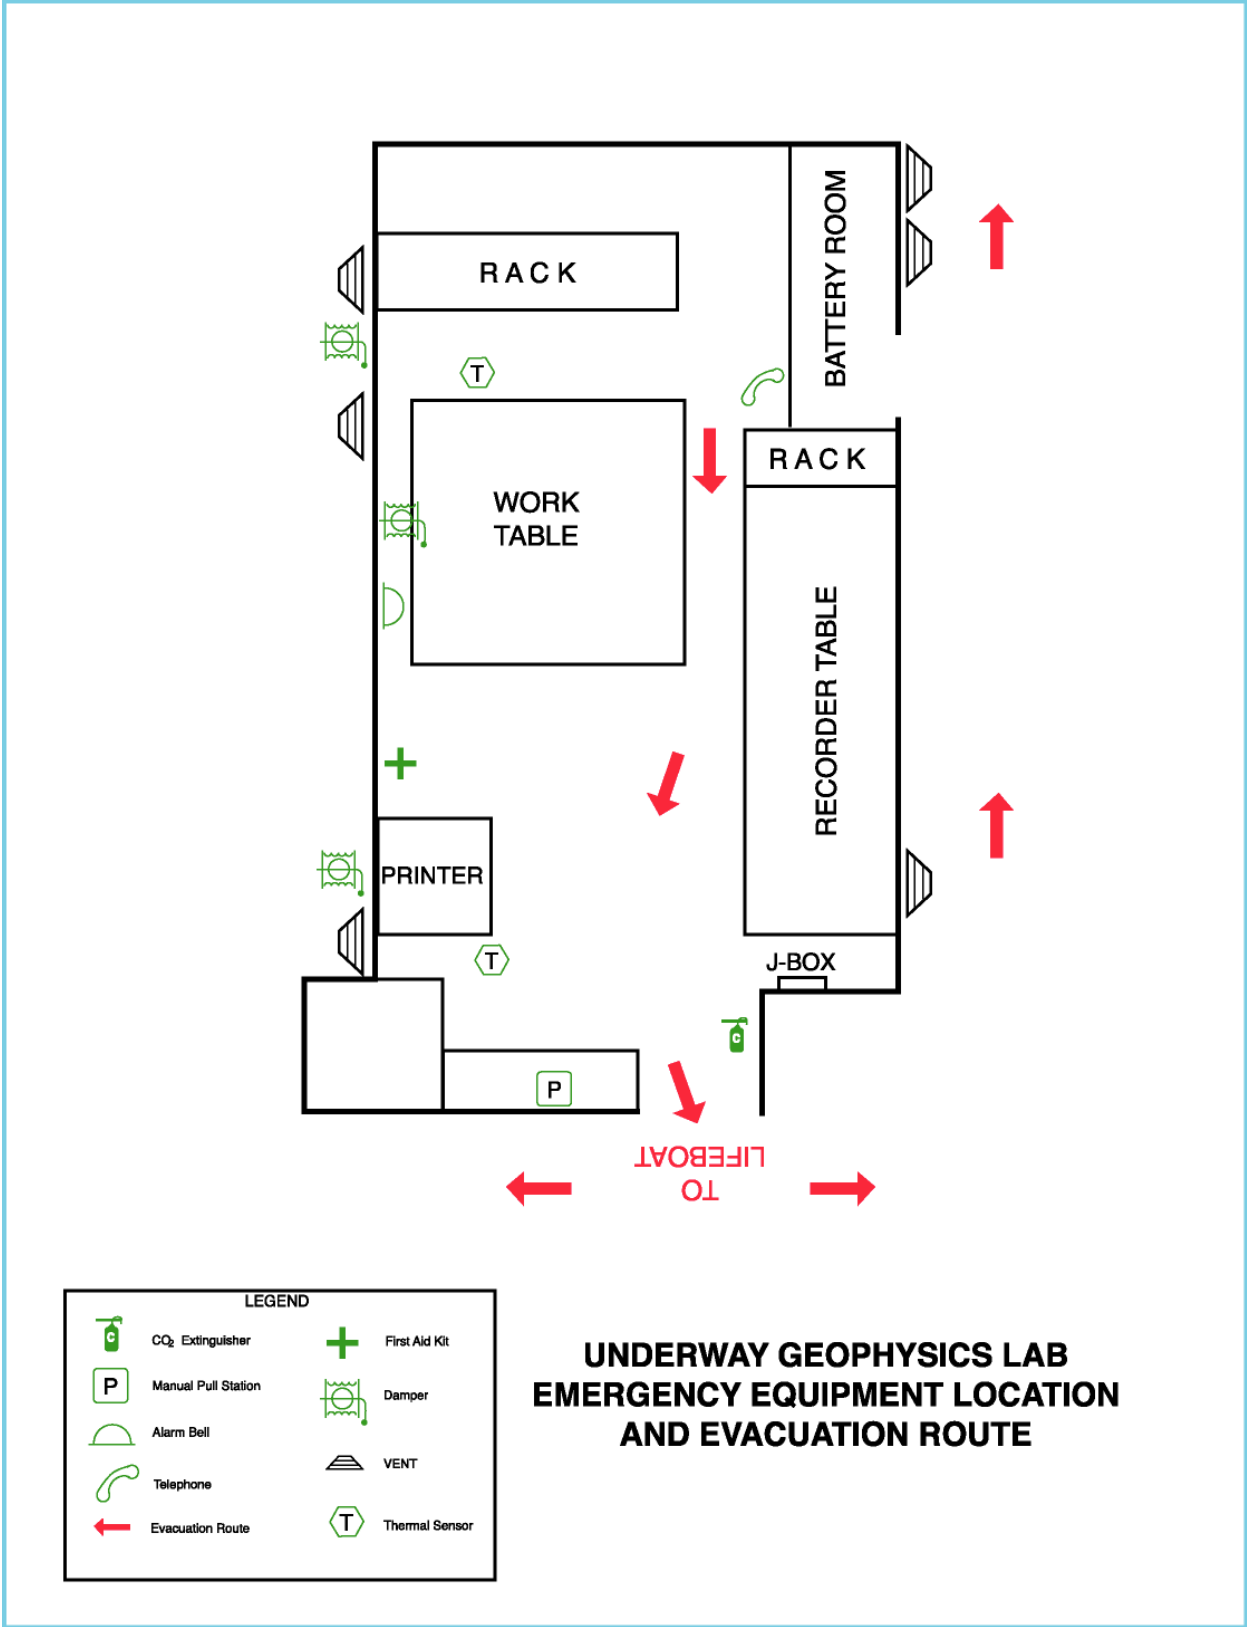 BATTERY ROOM
RACK
T
RACK
WORK
TABLE
RECORDER TABLE
PRINTER
T
J-BOX
C
P
TO
LIFEBOAT
LEGEND
C
CO₂ Extinguisher
First Aid Kit
P
Manual Pull Station
Damper
Alarm Bell
VENT
Telephone
T
Thermal Sensor
Evacuation Route
UNDERWAY GEOPHYSICS LAB
EMERGENCY EQUIPMENT LOCATION
AND EVACUATION ROUTE